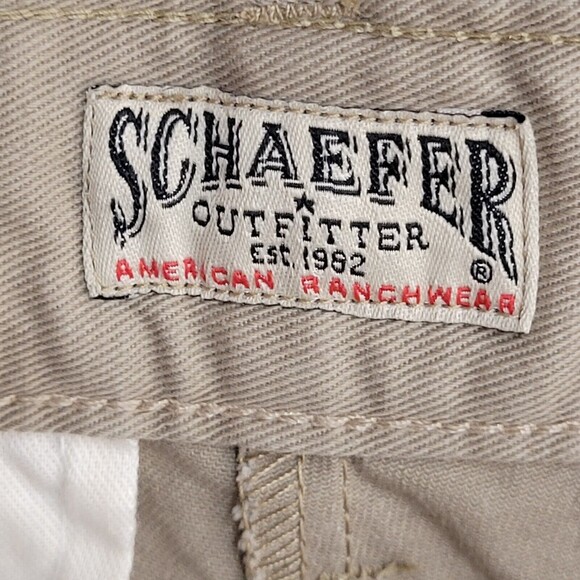 SCHAEFER
OUTFITTER
EST. 1982
AMERICAN RANCHWEAR ®